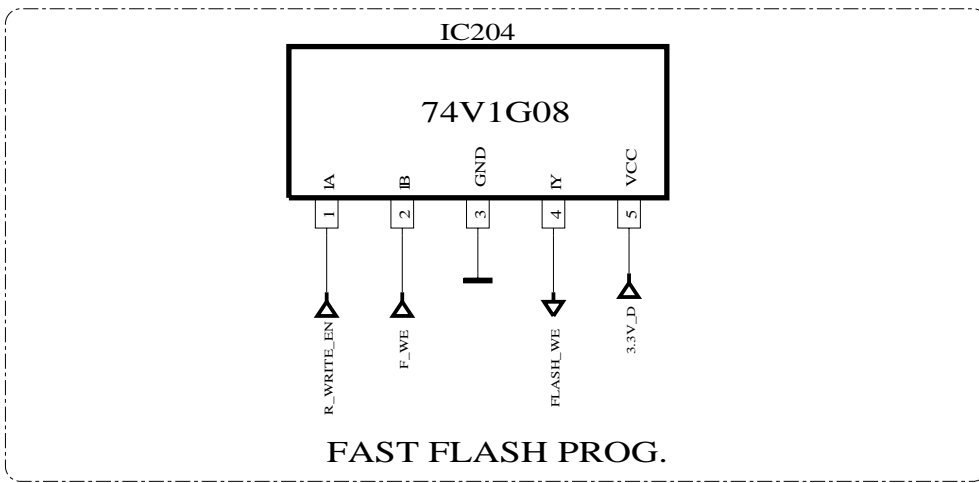 IC204
74V1G08
IA
IB
GND
IY
VCC
1
2
3
4
5
R_WRITE_EN
F_WE
FLASH_WE
3.3V_D
FAST FLASH PROG.